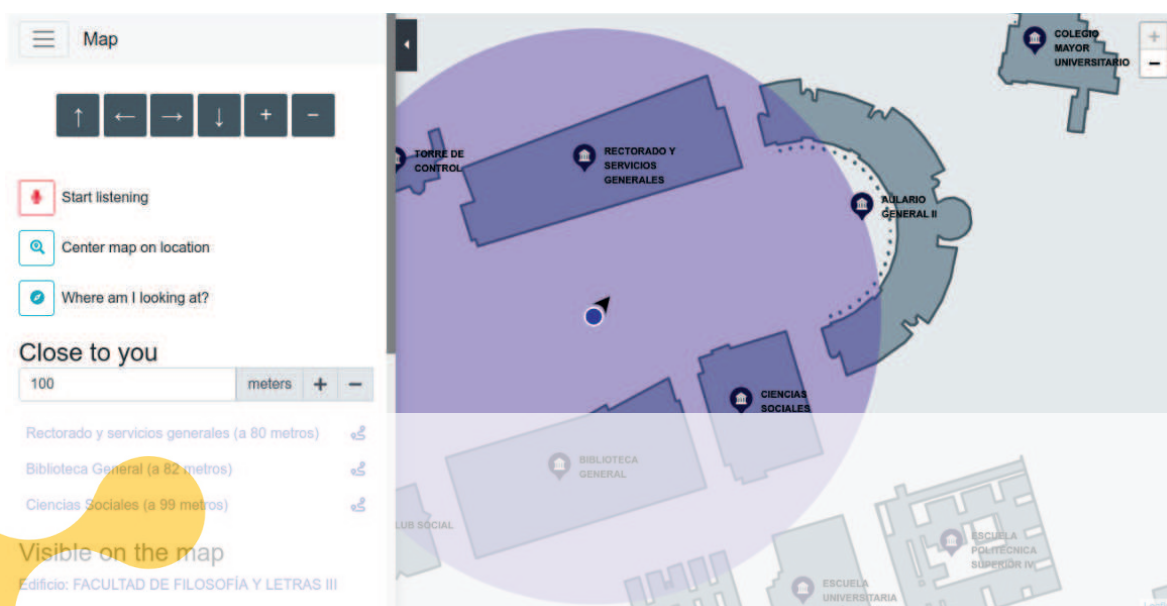 Map
↑ ← → ↓ + −
Start listening
Center map on location
Where am I looking at?
Close to you
100 meters + −
Rectorado y servicios generales (a 80 metros)
Biblioteca General (a 82 metros)
Ciencias Sociales (a 99 metros)
Visible on the map
Edificio: FACULTAD DE FILOSOFÍA Y LETRAS III
COLEGIO
MAYOR
UNIVERSITARIO
+
−
TORRE DE
CONTROL
RECTORADO Y
SERVICIOS
GENERALES
AULARIO
GENERAL II
CIENCIAS
SOCIALES
BIBLIOTECA
GENERAL
LUB SOCIAL
ESCUELA
POLITÉCNICA
SUPERIOR IV
ESCUELA
UNIVERSITARIA